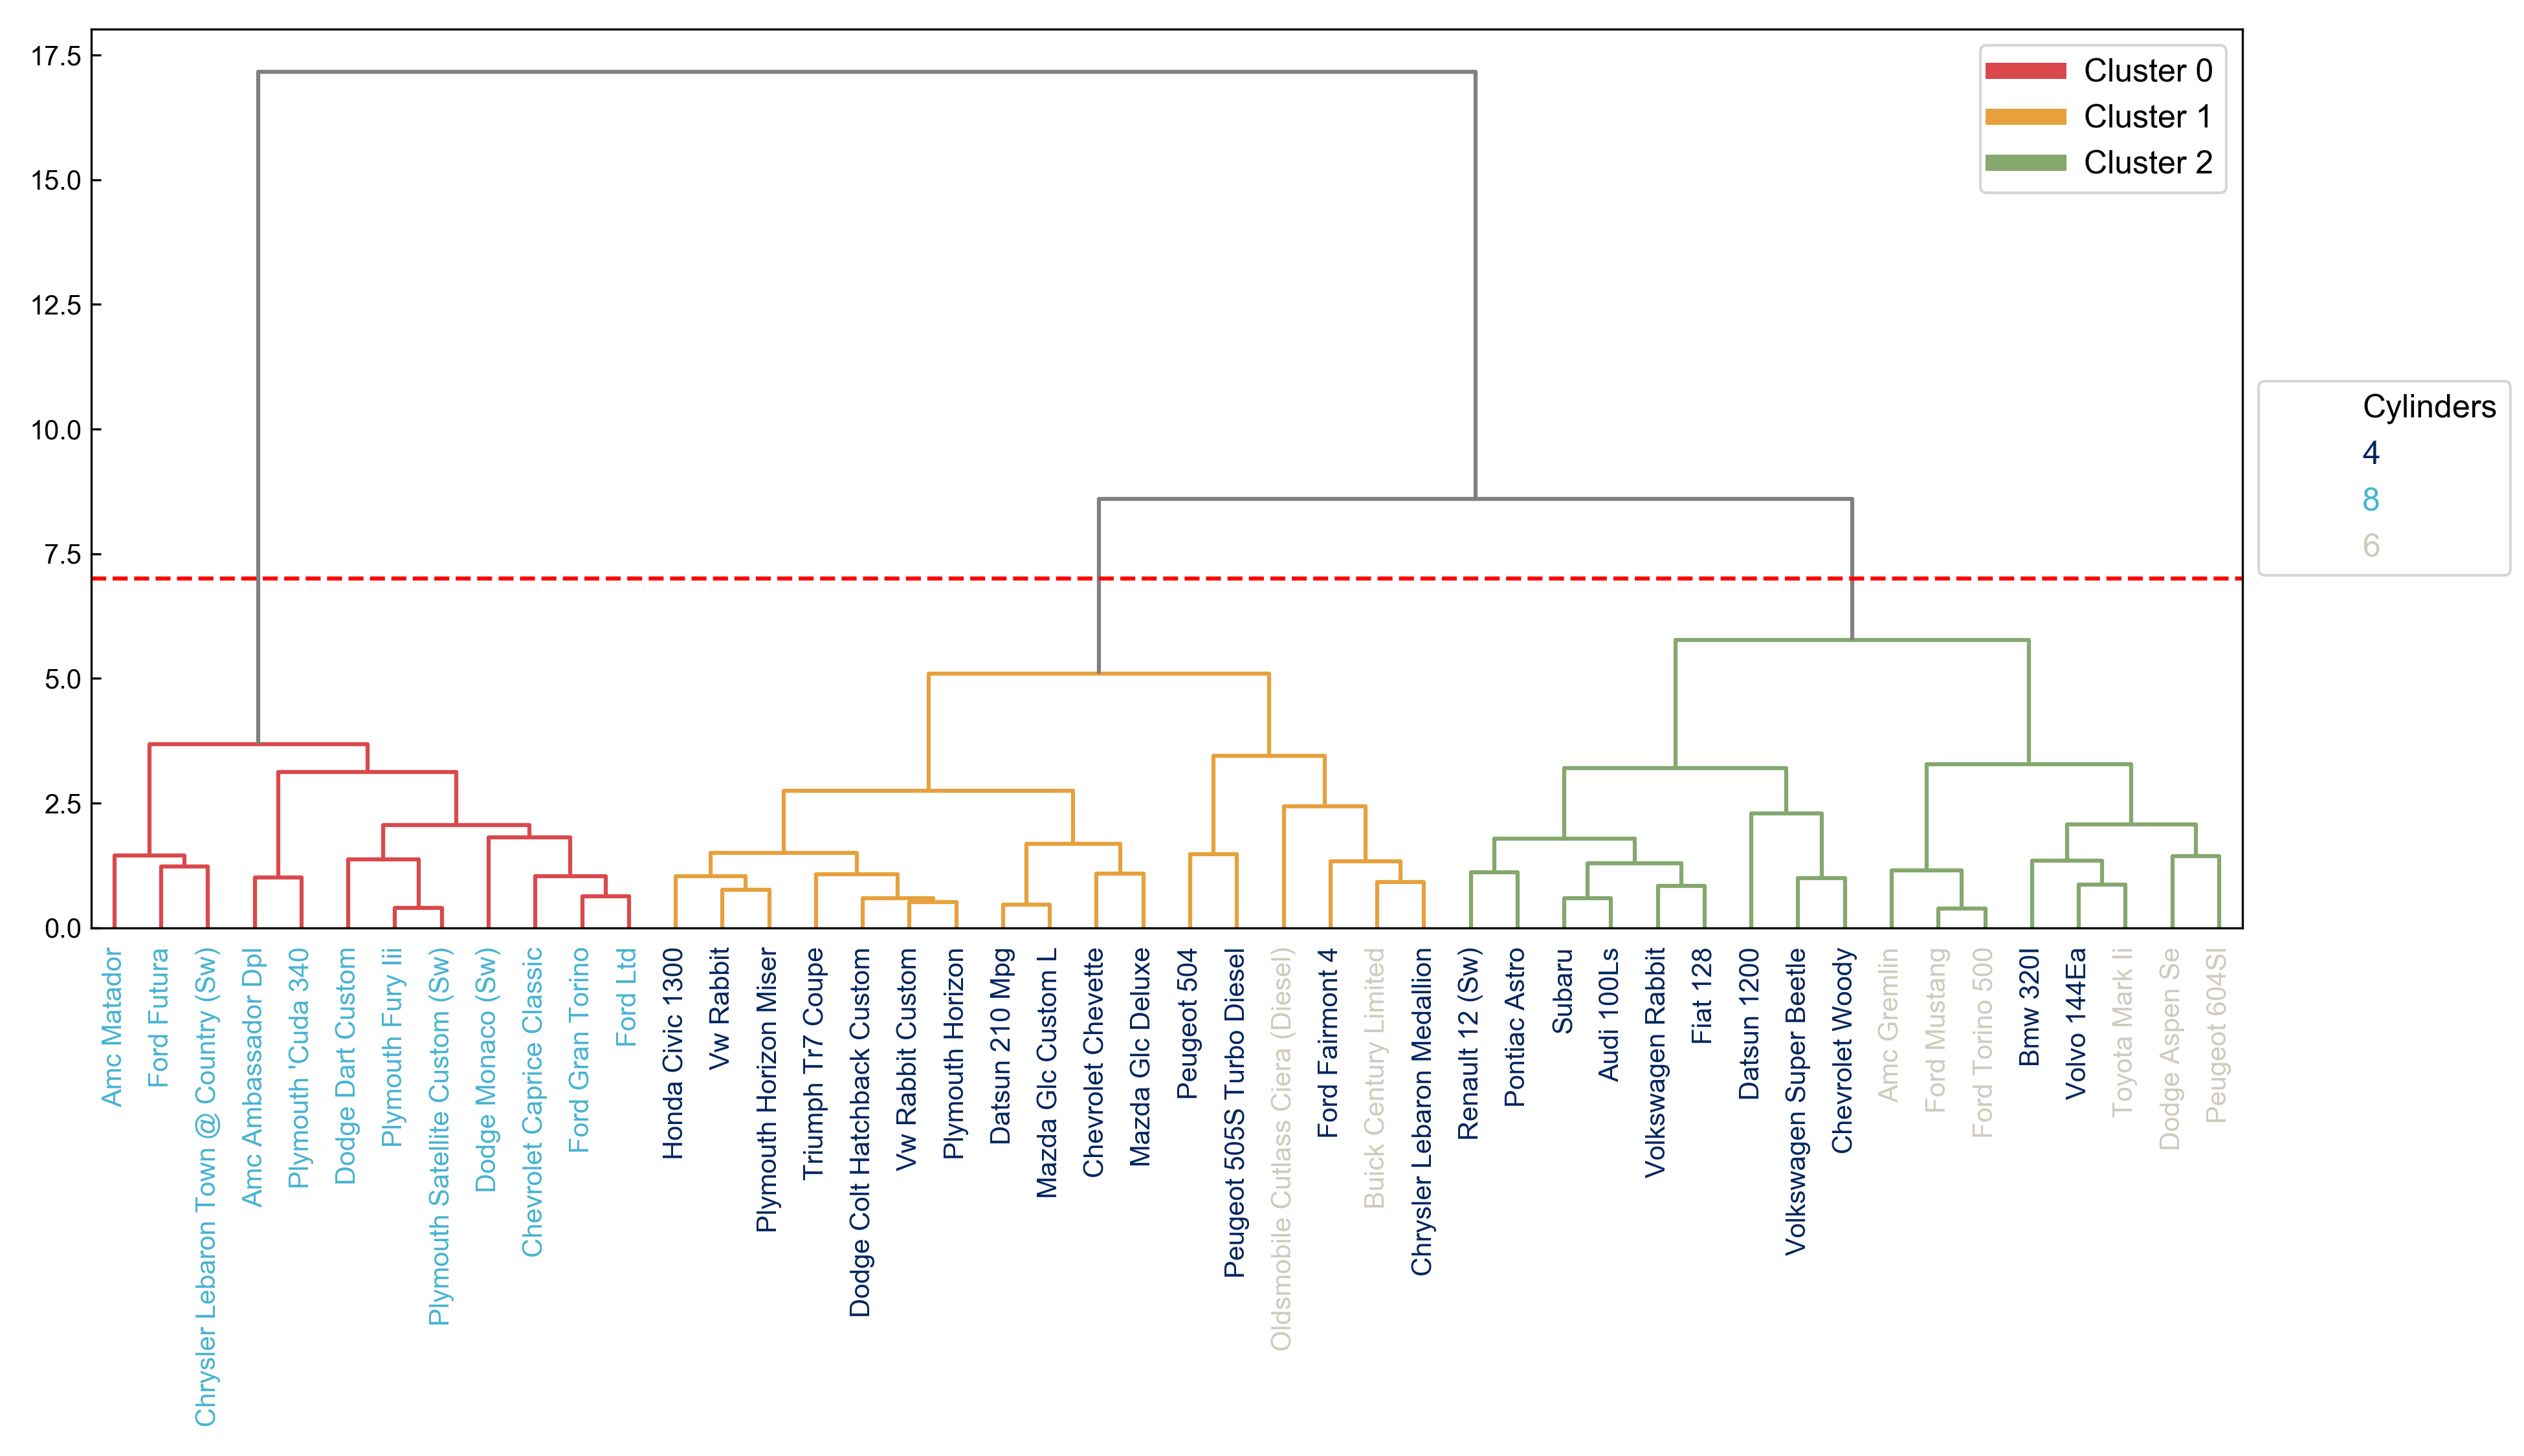 17.5
15.0
12.5
10.0
7.5
5.0
2.5
0.0
Cluster 0
Cluster 1
Cluster 2
Cylinders
4
8
6
Amc Matador
Ford Futura
Chrysler Lebaron Town @ Country (Sw)
Amc Ambassador Dpl
Plymouth 'Cuda 340
Dodge Dart Custom
Plymouth Fury Iii
Plymouth Satellite Custom (Sw)
Dodge Monaco (Sw)
Chevrolet Caprice Classic
Ford Gran Torino
Ford Ltd
Honda Civic 1300
Vw Rabbit
Plymouth Horizon Miser
Triumph Tr7 Coupe
Dodge Colt Hatchback Custom
Vw Rabbit Custom
Plymouth Horizon
Datsun 210 Mpg
Mazda Glc Custom L
Chevrolet Chevette
Mazda Glc Deluxe
Peugeot 504
Peugeot 505S Turbo Diesel
Oldsmobile Cutlass Ciera (Diesel)
Ford Fairmont 4
Buick Century Limited
Chrysler Lebaron Medallion
Renault 12 (Sw)
Pontiac Astro
Subaru
Audi 100Ls
Volkswagen Rabbit
Fiat 128
Datsun 1200
Volkswagen Super Beetle
Chevrolet Woody
Amc Gremlin
Ford Mustang
Ford Torino 500
Bmw 320I
Volvo 144Ea
Toyota Mark Ii
Dodge Aspen Se
Peugeot 604Sl